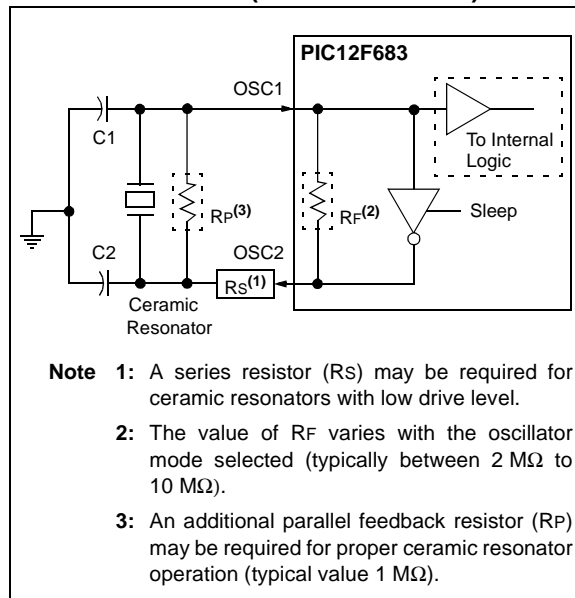 PIC12F683
OSC1
C1
To Internal
Logic
RP(3)
RF(2)
Sleep
C2
OSC2
RS(1)
Ceramic
Resonator
Note 1: A series resistor (RS) may be required for
ceramic resonators with low drive level.
2: The value of RF varies with the oscillator
mode selected (typically between 2 MΩ to
10 MΩ).
3: An additional parallel feedback resistor (RP)
may be required for proper ceramic resonator
operation (typical value 1 MΩ).